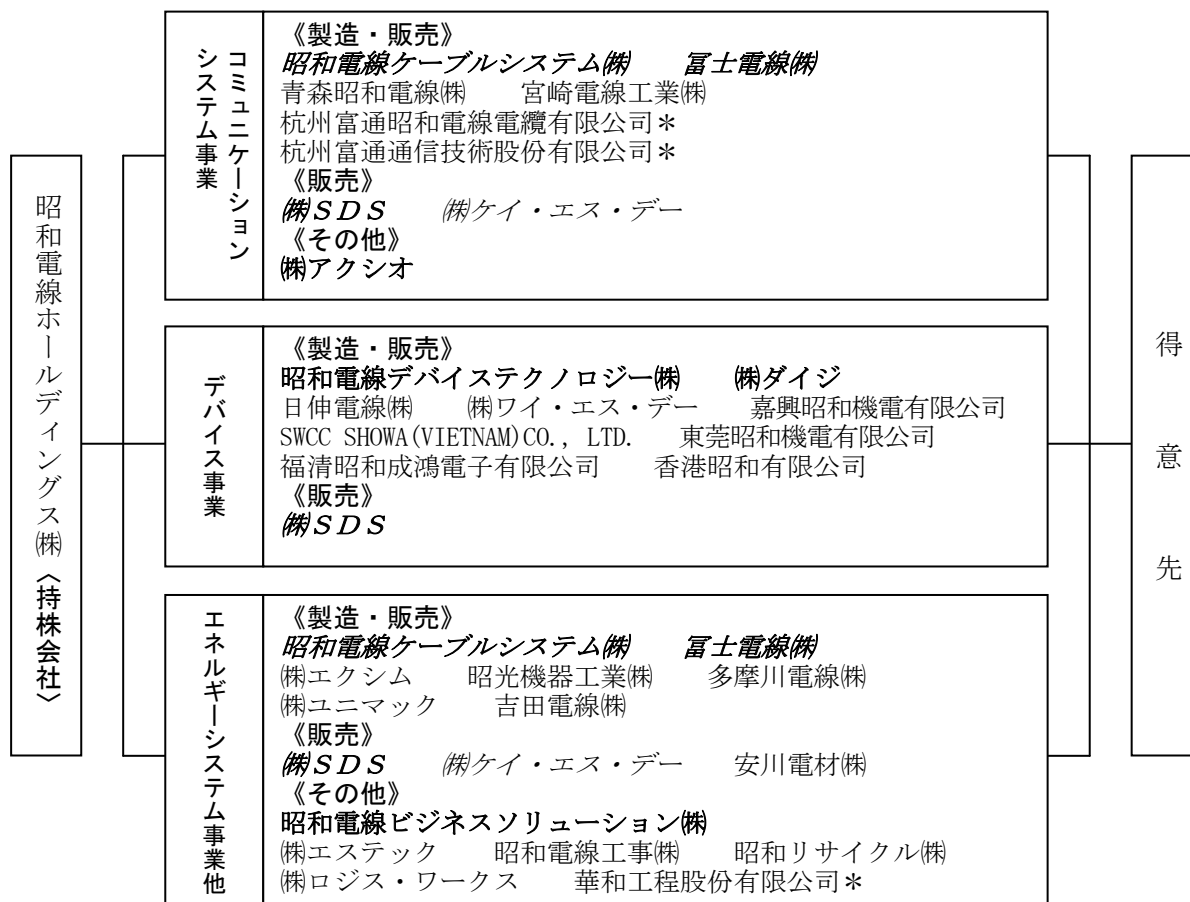 昭和電線ホールディングス㈱〈持株会社〉
コミュニケーション
システム事業
《製造・販売》
昭和電線ケーブルシステム㈱　　冨士電線㈱
青森昭和電線㈱　　宮崎電線工業㈱
杭州富通昭和電線電纜有限公司＊
杭州富通通信技術股份有限公司＊
《販売》
㈱ＳＤＳ　　㈱ケイ・エス・デー
《その他》
㈱アクシオ
デバイス事業
《製造・販売》
昭和電線デバイステクノロジー㈱　　㈱ダイジ
日伸電線㈱　　㈱ワイ・エス・デー　　嘉興昭和機電有限公司
SWCC SHOWA(VIETNAM)CO., LTD.　　東莞昭和機電有限公司
福清昭和成鴻電子有限公司　　香港昭和有限公司
《販売》
㈱ＳＤＳ
エネルギーシステム事業他
《製造・販売》
昭和電線ケーブルシステム㈱　　冨士電線㈱
㈱エクシム　　昭光機器工業㈱　　多摩川電線㈱
㈱ユニマック　　吉田電線㈱
《販売》
㈱ＳＤＳ　　㈱ケイ・エス・デー　　安川電材㈱
《その他》
昭和電線ビジネスソリューション㈱
㈱エステック　　昭和電線工事㈱　　昭和リサイクル㈱
㈱ロジス・ワークス　　華和工程股份有限公司＊
得意先